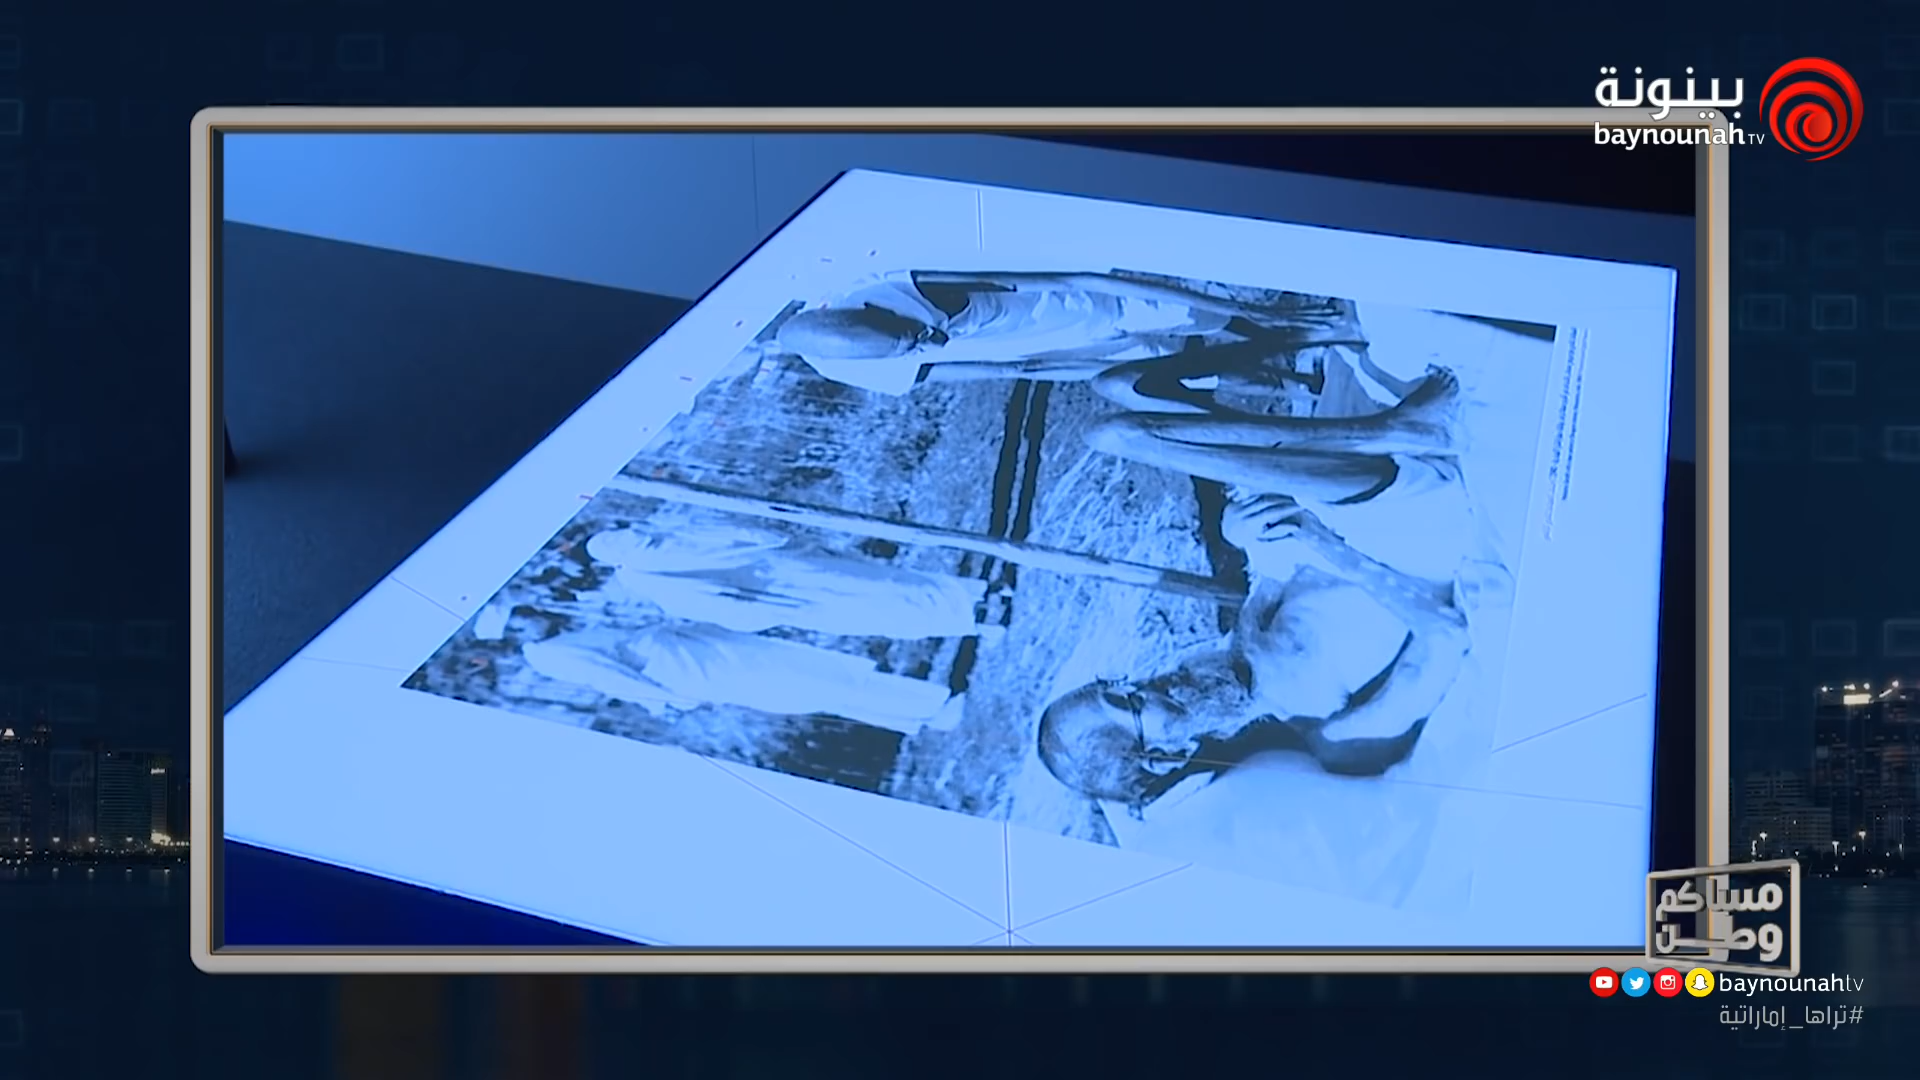 بينونة
baynounah TV
مساكم
وطن
baynounahtv
#تراها_إماراتية